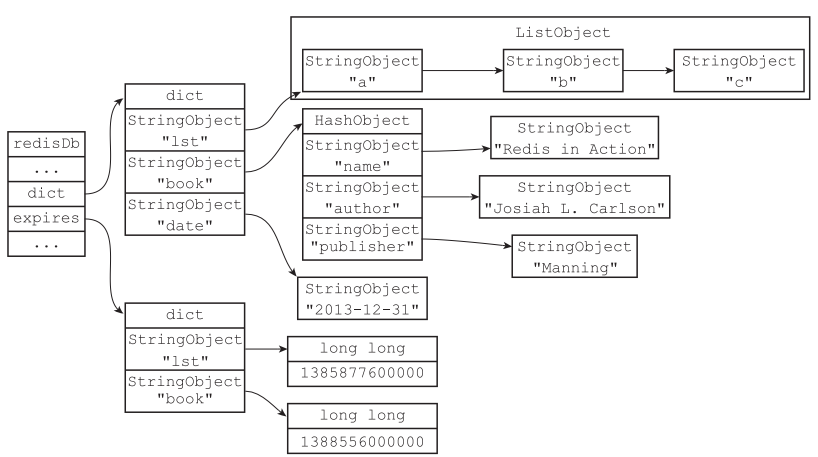 redisDb
...
dict
expires
...
dict
StringObject
"lst"
StringObject
"book"
StringObject
"date"
ListObject
StringObject
"a"
StringObject
"b"
StringObject
"c"
HashObject
StringObject
"name"
StringObject
"author"
StringObject
"publisher"
StringObject
"Redis in Action"
StringObject
"Josiah L. Carlson"
StringObject
"Manning"
StringObject
"2013-12-31"
dict
StringObject
"lst"
StringObject
"book"
long long
1385877600000
long long
1388556000000